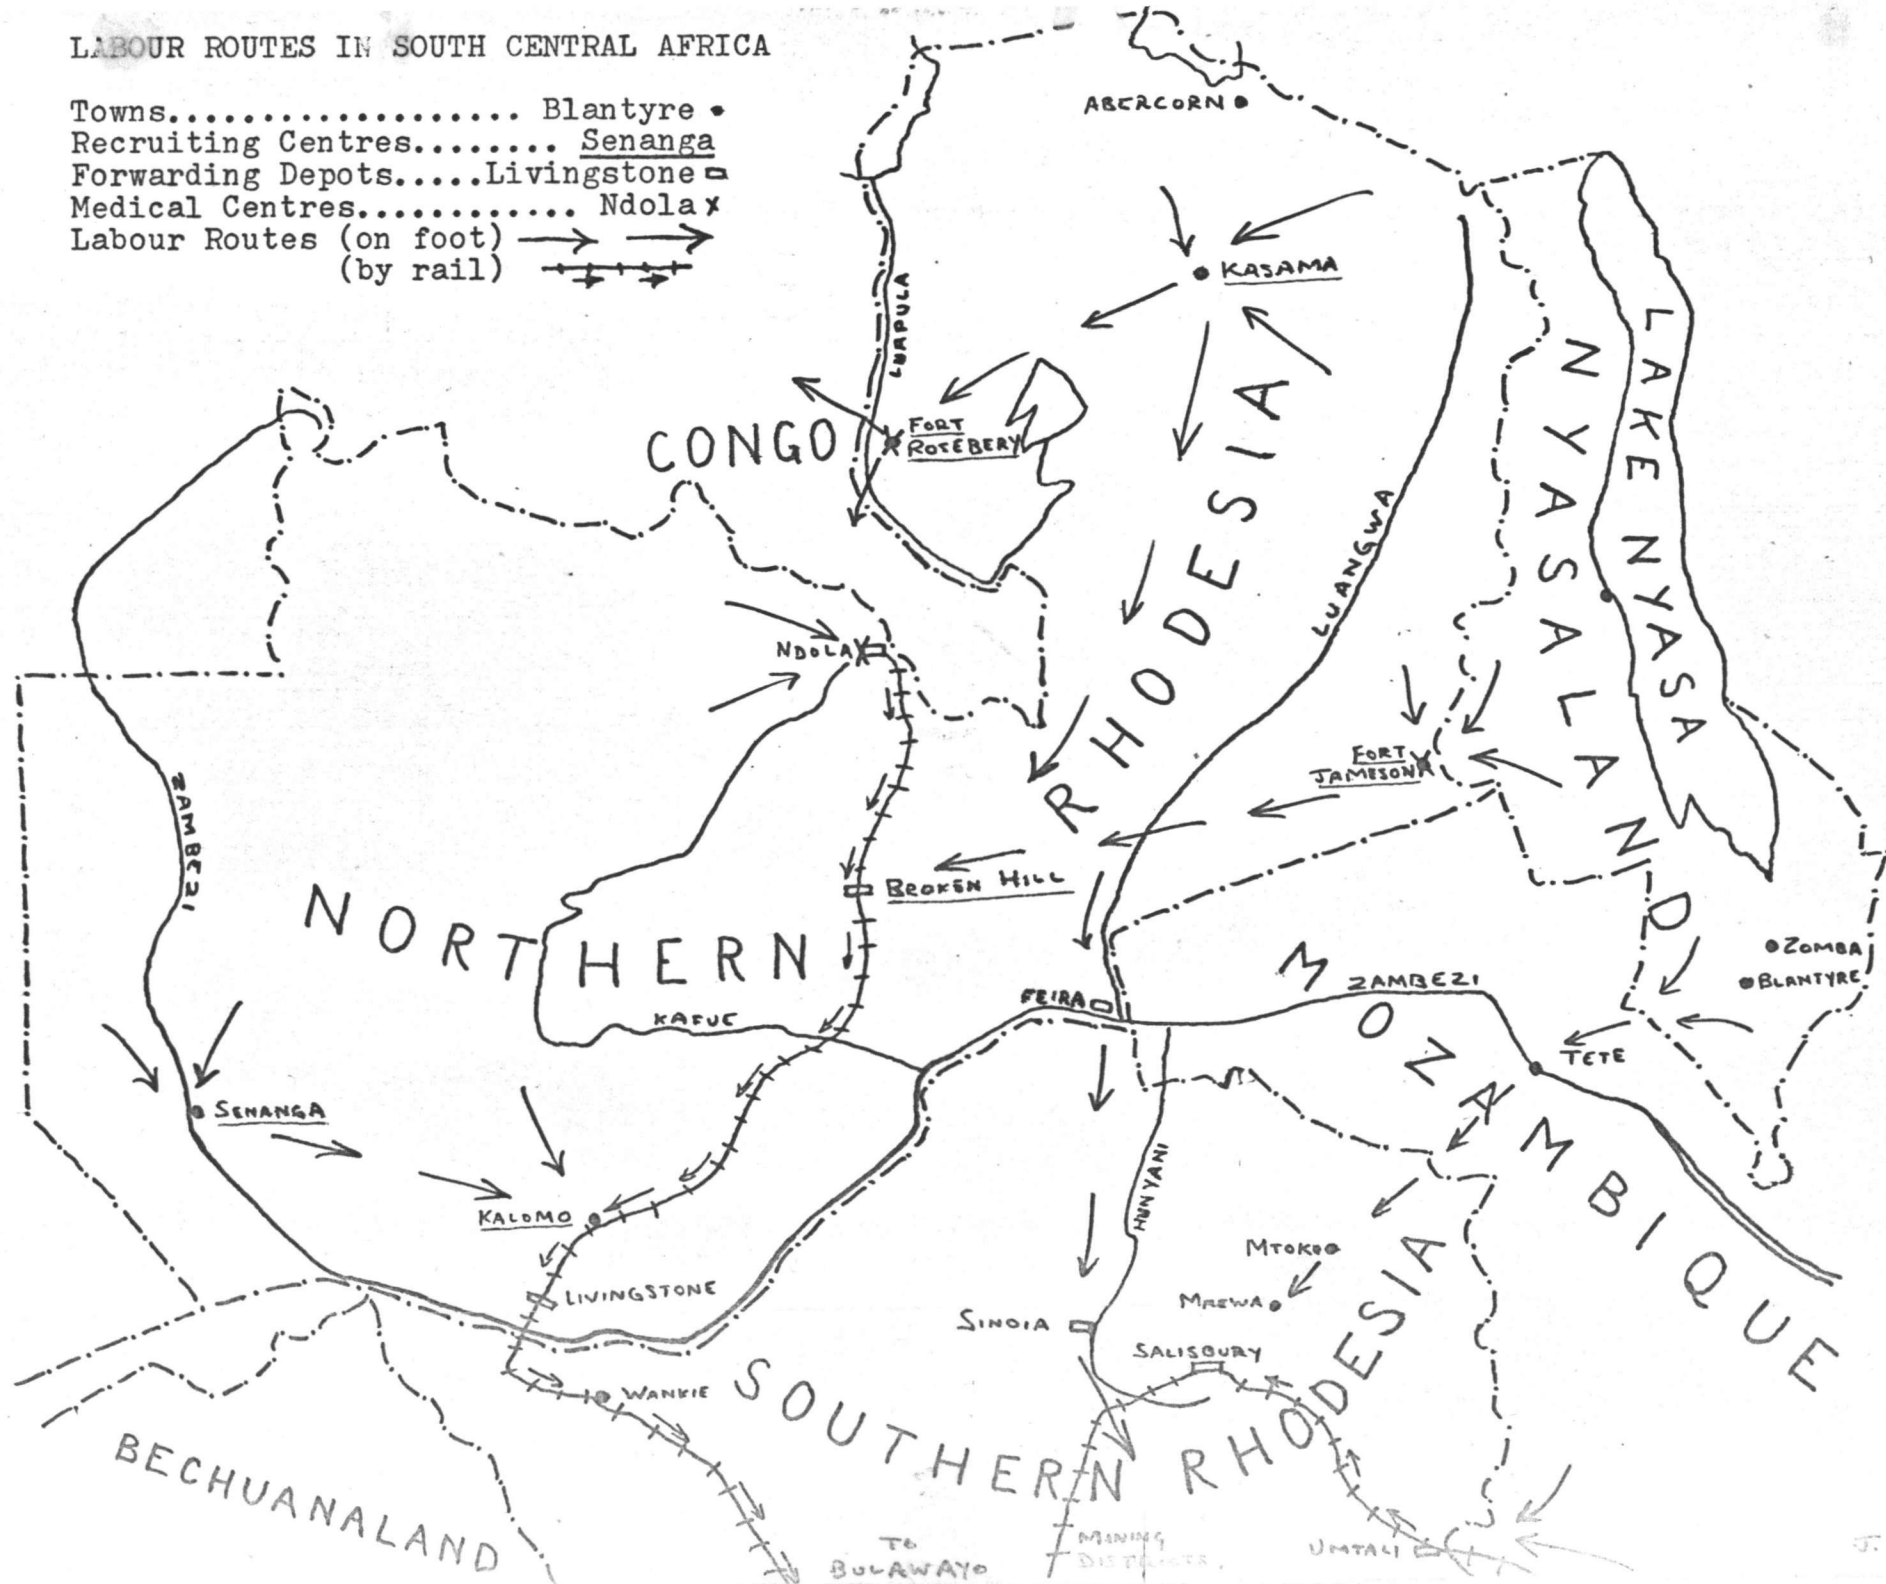 LABOUR ROUTES IN SOUTH CENTRAL AFRICA
Towns................... Blantyre
Recruiting Centres........ Senanga
Forwarding Depots.....Livingstone
Medical Centres............ Ndola x
Labour Routes (on foot)
(by rail)
ABERCORN
KASAMA
LUAPULA
LAKE NYASA
NYASALAND
CONGO
FORT
ROSEBERY
NORTHERN RHODESIA
LUANGWA
NDOLA X
FORT
JAMESON
ZAMBEZI
BROKEN HILL
ZOMBA
BLANTYRE
KAFUE
FEIRA
ZAMBEZI
MOZAMBIQUE
TETE
SENANGA
HUNYANI
KALOMO
MTOKO
LIVINGSTONE
MREWA
SINOIA
SALISBURY
WANKIE
SOUTHERN RHODESIA
BECHUANALAND
TO
BULAWAYO
MINING
DISTRICTS.
UMTALI
J.